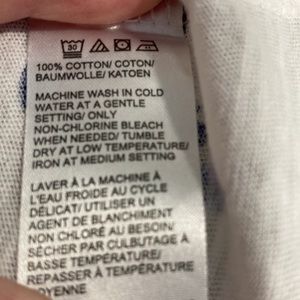 30
100% COTTON/ COTON/
BAUMWOLLE/ KATOEN
MACHINE WASH IN COLD
WATER AT A GENTLE
SETTING/ ONLY
NON-CHLORINE BLEACH
WHEN NEEDED/ TUMBLE
DRY AT LOW TEMPERATURE/
IRON AT MEDIUM SETTING
LAVER À LA MACHINE À
L'EAU FROIDE AU CYCLE
DÉLICAT/ UTILISER UN
AGENT DE BLANCHIMENT
NON CHLORÉ AU BESOIN/
SÉCHER PAR CULBUTAGE À
BASSE TEMPÉRATURE/
REPASSER À TEMPÉRATURE
MOYENNE